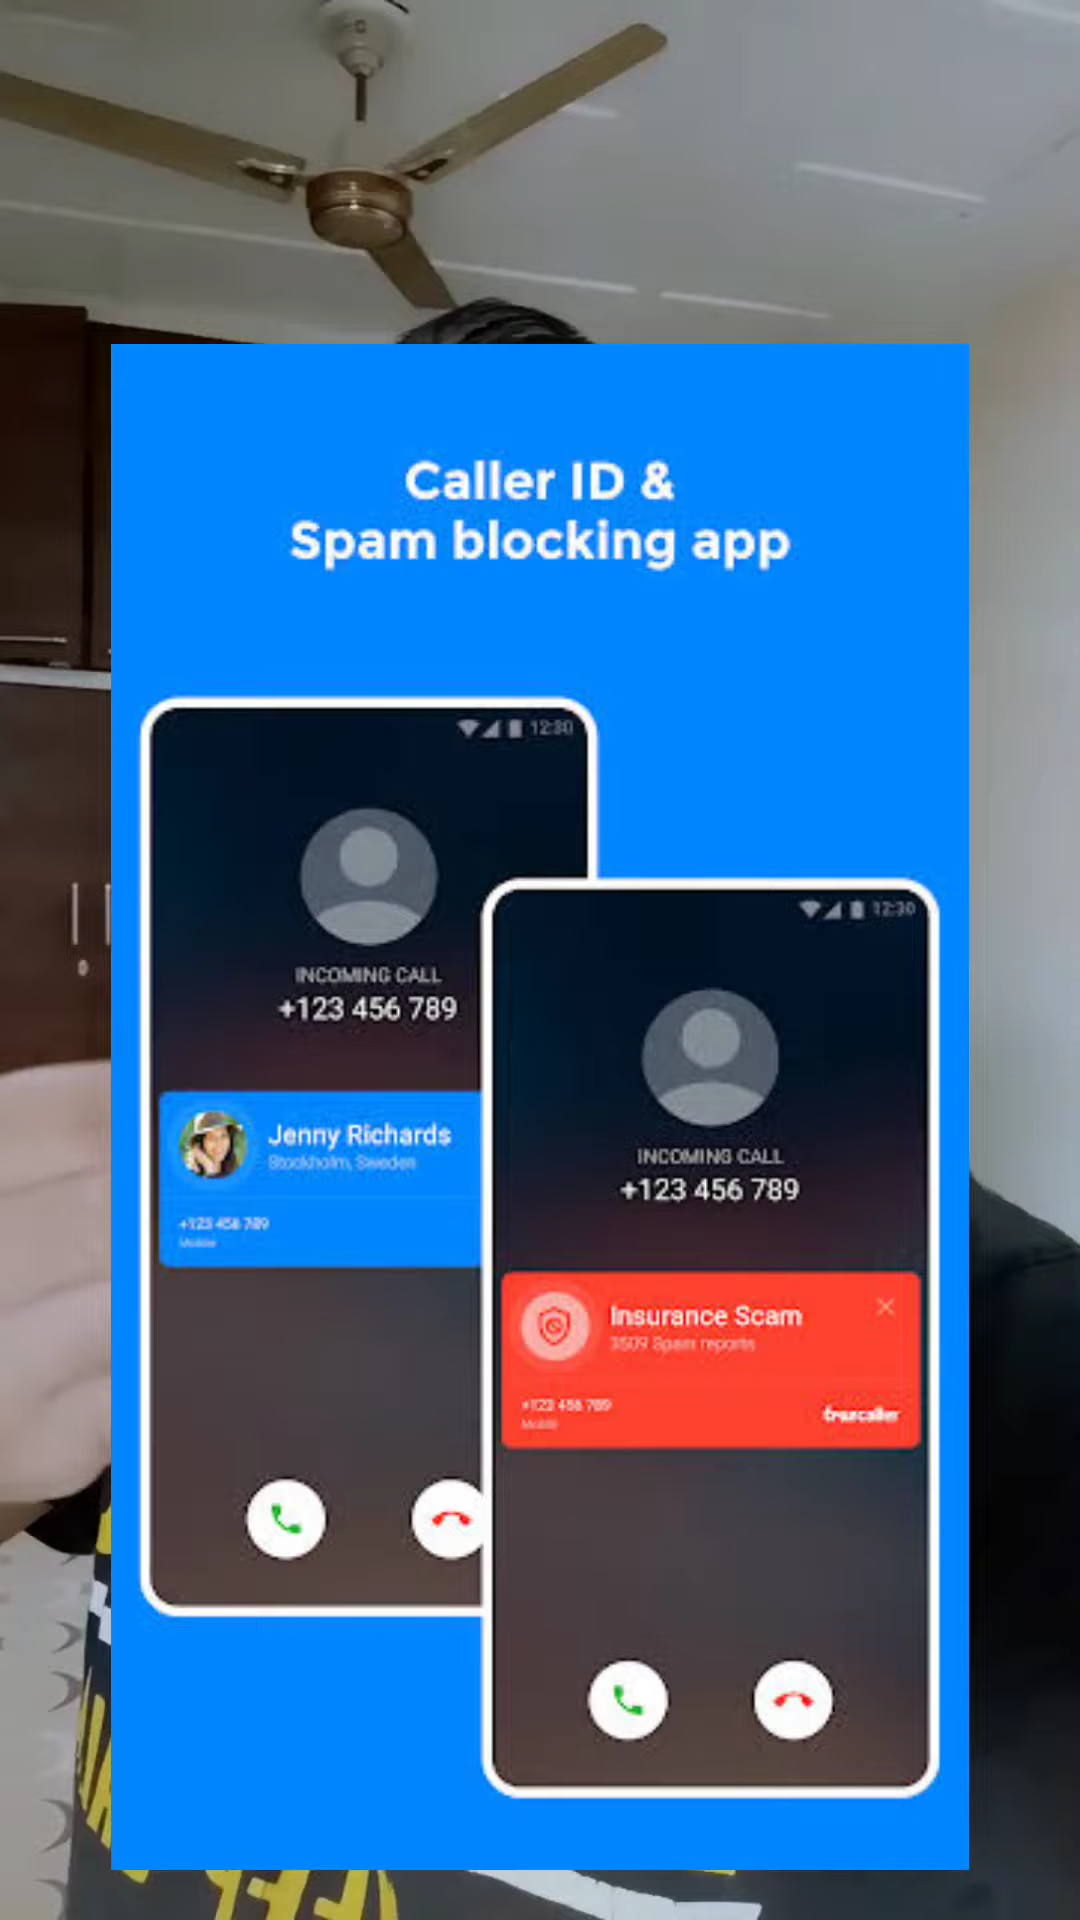 Caller ID &
Spam blocking app
12:30
INCOMING CALL
+123 456 789
Jenny Richards
Stockholm, Sweden
+123 456 789
Mobile
12:30
INCOMING CALL
+123 456 789
Insurance Scam
3509 Spam reports
+123 456 789
Mobile
truecaller